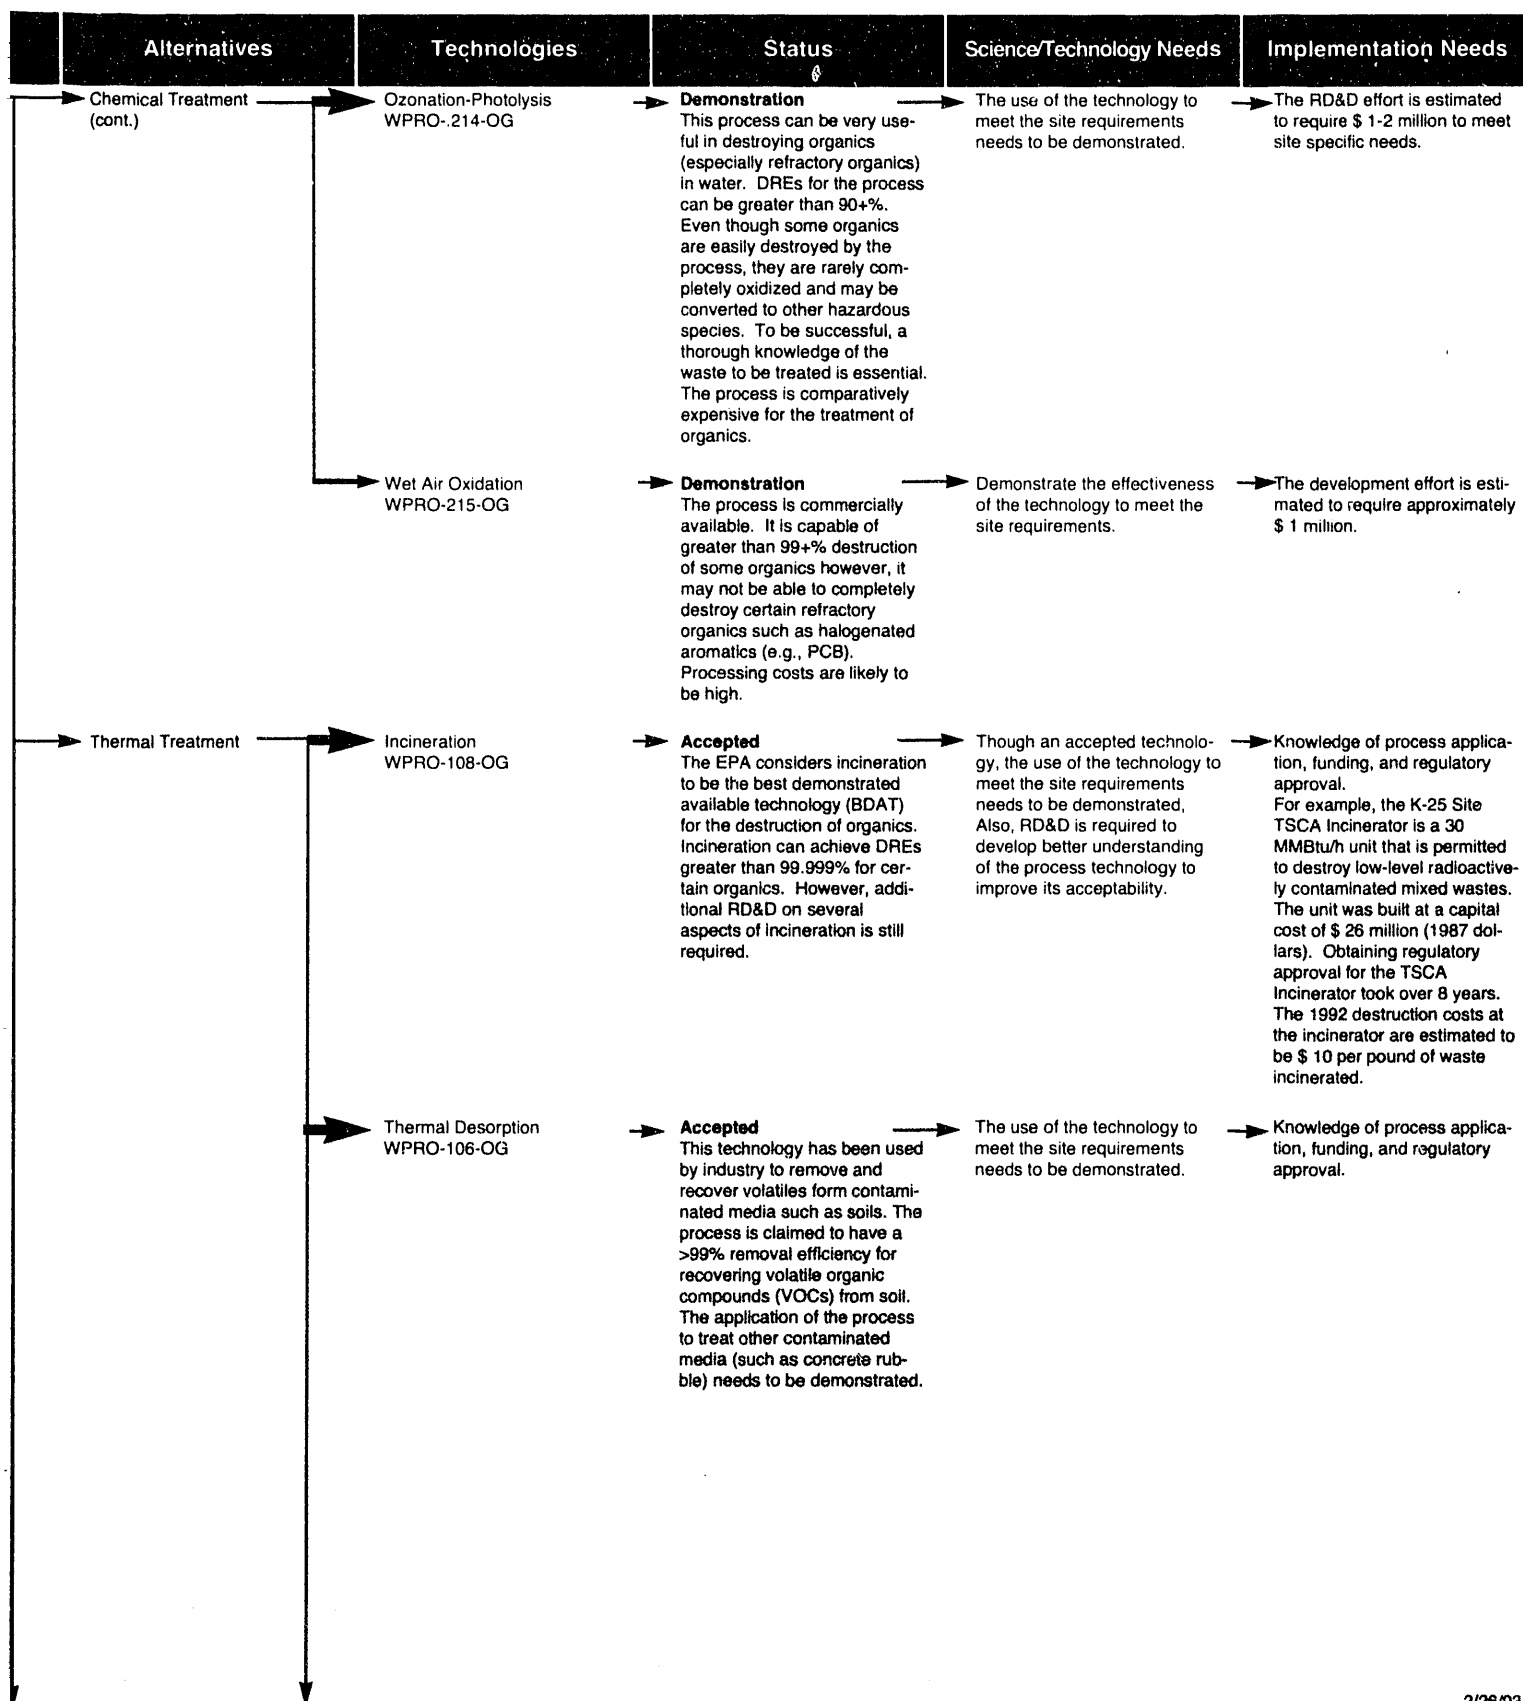 Alternatives
Technologies
Status
Science/Technology Needs
Implementation Needs
Chemical Treatment
(cont.)
Ozonation-Photolysis
WPRO-.214-OG
Demonstration
This process can be very use-
ful in destroying organics
(especially refractory organics)
in water. DREs for the process
can be greater than 90+%.
Even though some organics
are easily destroyed by the
process, they are rarely com-
pletely oxidized and may be
converted to other hazardous
species. To be successful, a
thorough knowledge of the
waste to be treated is essential.
The process is comparatively
expensive for the treatment of
organics.
The use of the technology to
meet the site requirements
needs to be demonstrated.
The RD&D effort is estimated
to require $ 1-2 million to meet
site specific needs.
Wet Air Oxidation
WPRO-215-OG
Demonstration
The process is commercially
available. It is capable of
greater than 99+% destruction
of some organics however, it
may not be able to completely
destroy certain refractory
organics such as halogenated
aromatics (e.g., PCB).
Processing costs are likely to
be high.
Demonstrate the effectiveness
of the technology to meet the
site requirements.
The development effort is esti-
mated to require approximately
$ 1 million.
Thermal Treatment
Incineration
WPRO-108-OG
Accepted
The EPA considers incineration
to be the best demonstrated
available technology (BDAT)
for the destruction of organics.
Incineration can achieve DREs
greater than 99.999% for cer-
tain organics. However, addi-
tional RD&D on several
aspects of incineration is still
required.
Though an accepted technolo-
gy, the use of the technology to
meet the site requirements
needs to be demonstrated,
Also, RD&D is required to
develop better understanding
of the process technology to
improve its acceptability.
Knowledge of process applica-
tion, funding, and regulatory
approval.
For example, the K-25 Site
TSCA Incinerator is a 30
MMBtu/h unit that is permitted
to destroy low-level radioactive-
ly contaminated mixed wastes.
The unit was built at a capital
cost of $ 26 million (1987 dol-
lars). Obtaining regulatory
approval for the TSCA
Incinerator took over 8 years.
The 1992 destruction costs at
the incinerator are estimated to
be $ 10 per pound of waste
incinerated.
Thermal Desorption
WPRO-106-OG
Accepted
This technology has been used
by industry to remove and
recover volatiles form contami-
nated media such as soils. The
process is claimed to have a
>99% removal efficiency for
recovering volatile organic
compounds (VOCs) from soil.
The application of the process
to treat other contaminated
media (such as concrete rub-
ble) needs to be demonstrated.
The use of the technology to
meet the site requirements
needs to be demonstrated.
Knowledge of process applica-
tion, funding, and regulatory
approval.